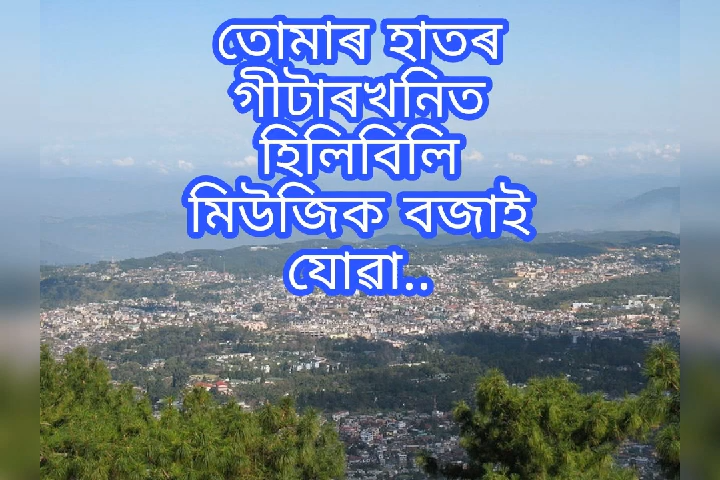 তোমাৰ হাতৰ
গীটাৰখনিত
হিলিবিলি
মিউজিক বজাই
যোৱা..